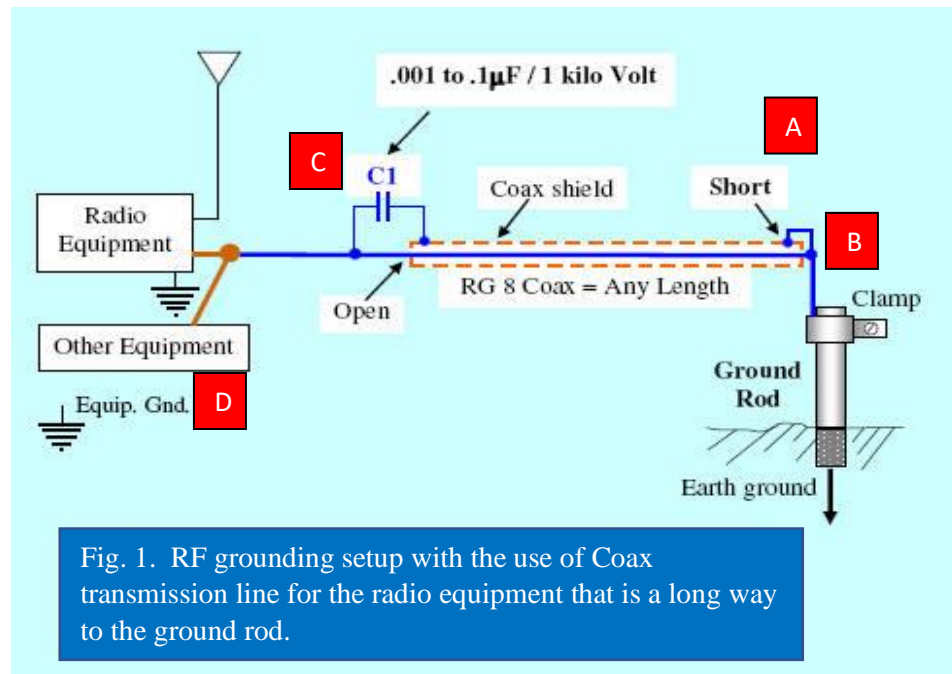 .001 to .1μF / 1 kilo Volt
A
C
C1
Coax shield
Short
Radio
Equipment
B
RG 8 Coax = Any Length
Open
Clamp
Other Equipment
Ground
Rod
Equip. Gnd.
D
Earth ground
Fig. 1. RF grounding setup with the use of Coax
transmission line for the radio equipment that is a long way
to the ground rod.